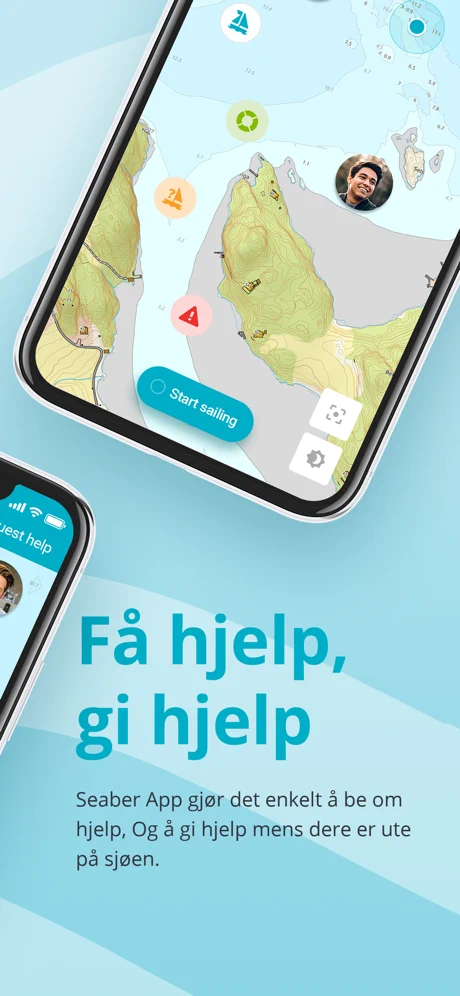 Start sailing
uest help
Få hjelp,
gi hjelp
Seaber App gjør det enkelt å be om
hjelp, Og å gi hjelp mens dere er ute
på sjøen.